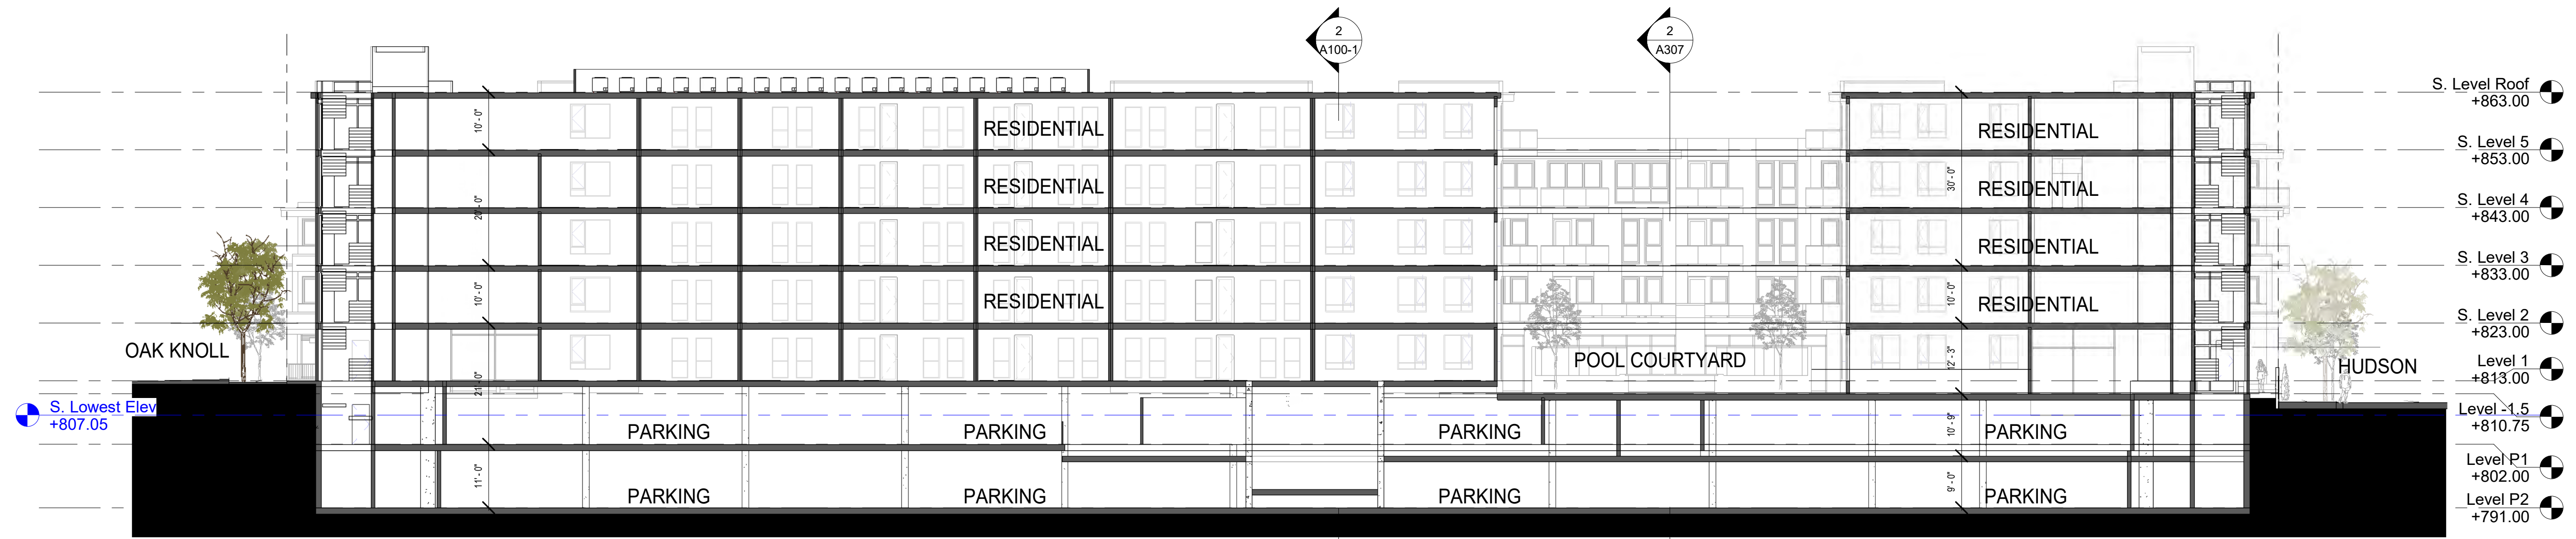 2
A100-1
2
A307
S. Level Roof
+863.00
10' - 0"
RESIDENTIAL
RESIDENTIAL
S. Level 5
+853.00
20' - 0"
RESIDENTIAL
30' - 0"
RESIDENTIAL
S. Level 4
+843.00
RESIDENTIAL
RESIDENTIAL
S. Level 3
+833.00
10' - 0"
RESIDENTIAL
10' - 0"
RESIDENTIAL
S. Level 2
+823.00
OAK KNOLL
POOL COURTYARD
12' - 3"
HUDSON
Level 1
+813.00
21' - 0"
S. Lowest Elev
+807.05
Level -1.5
+810.75
PARKING
PARKING
PARKING
10' - 9"
PARKING
Level P1
+802.00
11' - 0"
PARKING
PARKING
PARKING
9' - 0"
PARKING
Level P2
+791.00